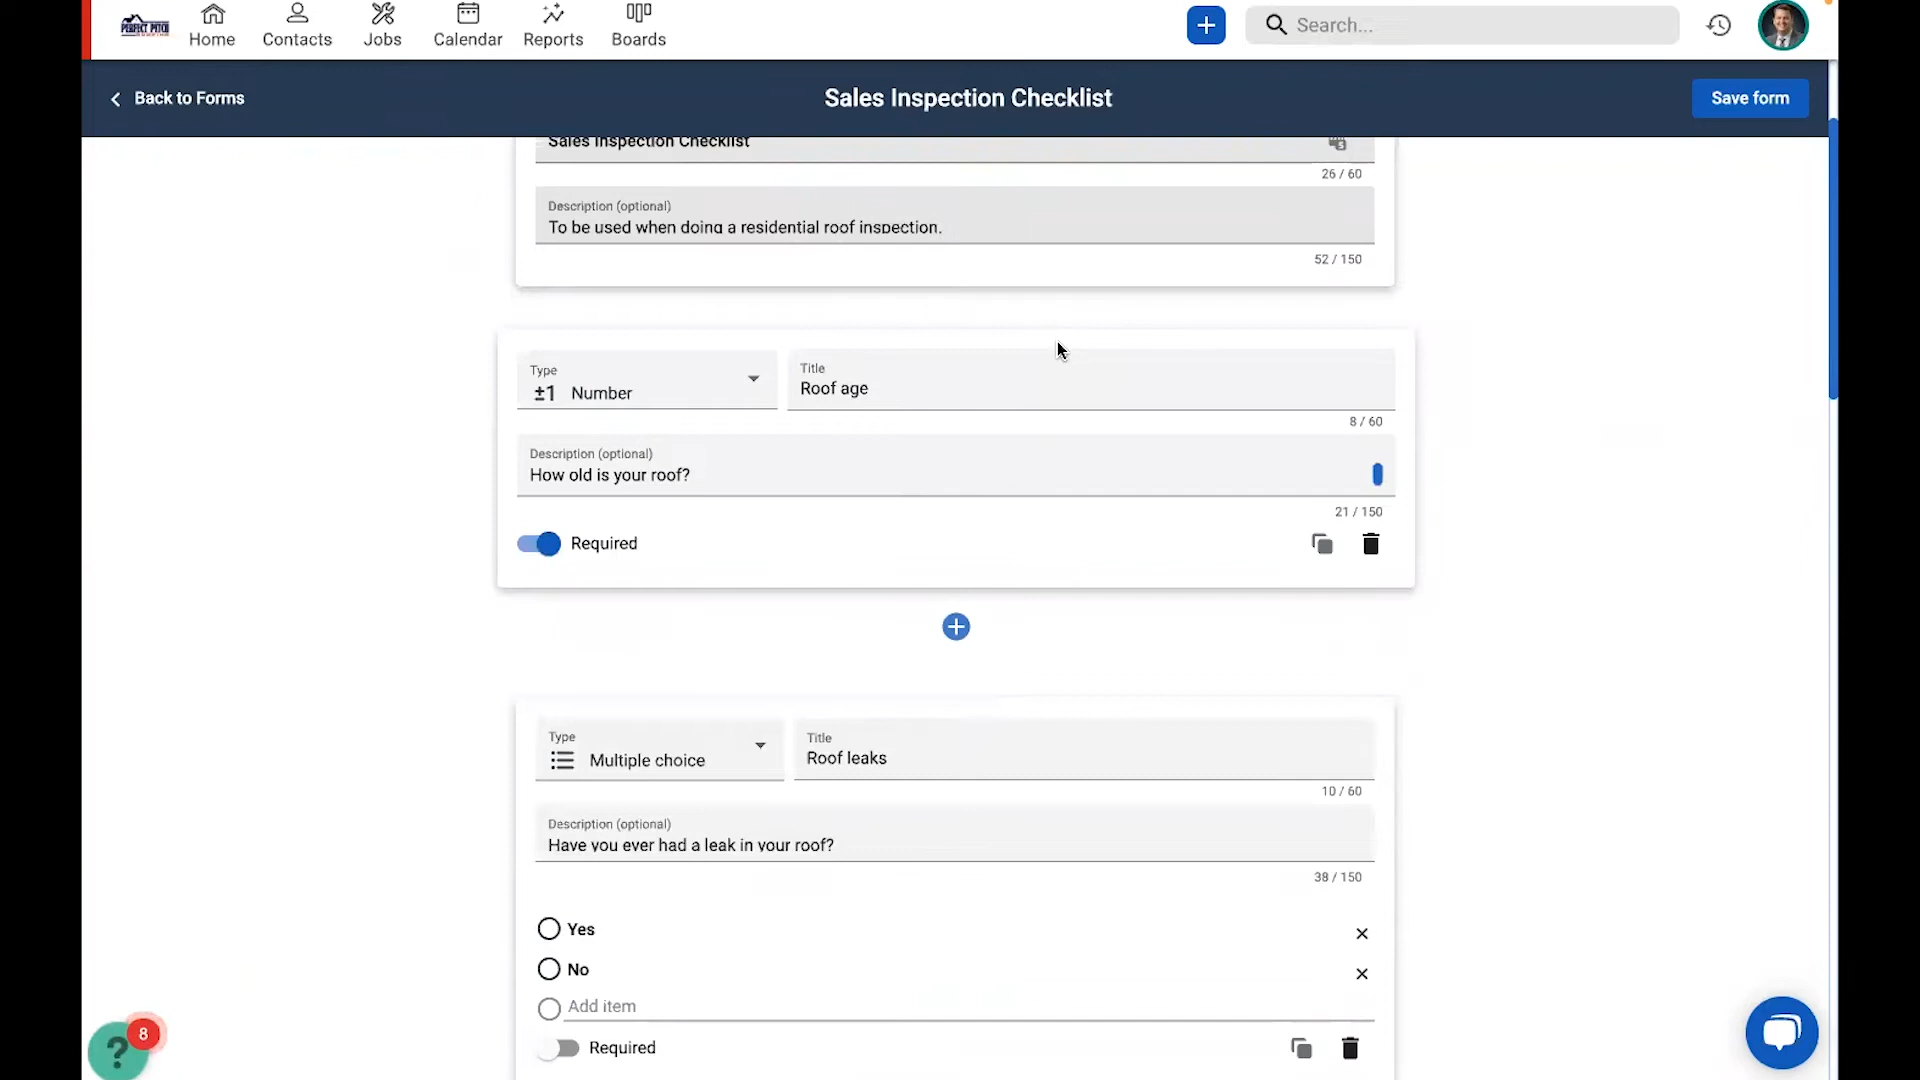 PERFECT PITCH
Home
Contacts
Jobs
Calendar
Reports
Boards
Search...
Back to Forms
Sales Inspection Checklist
Save form
Sales Inspection Checklist
26 / 60
Description (optional)
To be used when doing a residential roof inspection.
52 / 150
Type
±1 Number
Title
Roof age
8 / 60
Description (optional)
How old is your roof?
21 / 150
Required
Type
Multiple choice
Title
Roof leaks
10 / 60
Description (optional)
Have you ever had a leak in your roof?
38 / 150
Yes
No
Add item
Required
?
8